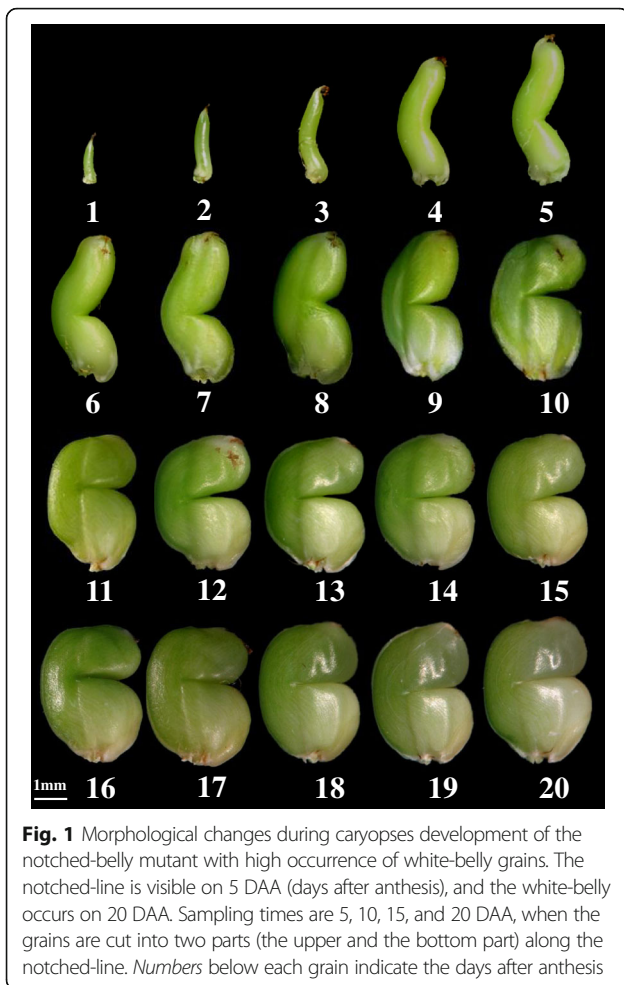 1 2 3 4 5
6 7 8 9 10
11 12 13 14 15
1mm 16 17 18 19 20
Fig. 1 Morphological changes during caryopses development of the
notched-belly mutant with high occurrence of white-belly grains. The
notched-line is visible on 5 DAA (days after anthesis), and the white-belly
occurs on 20 DAA. Sampling times are 5, 10, 15, and 20 DAA, when the
grains are cut into two parts (the upper and the bottom part) along the
notched-line. Numbers below each grain indicate the days after anthesis